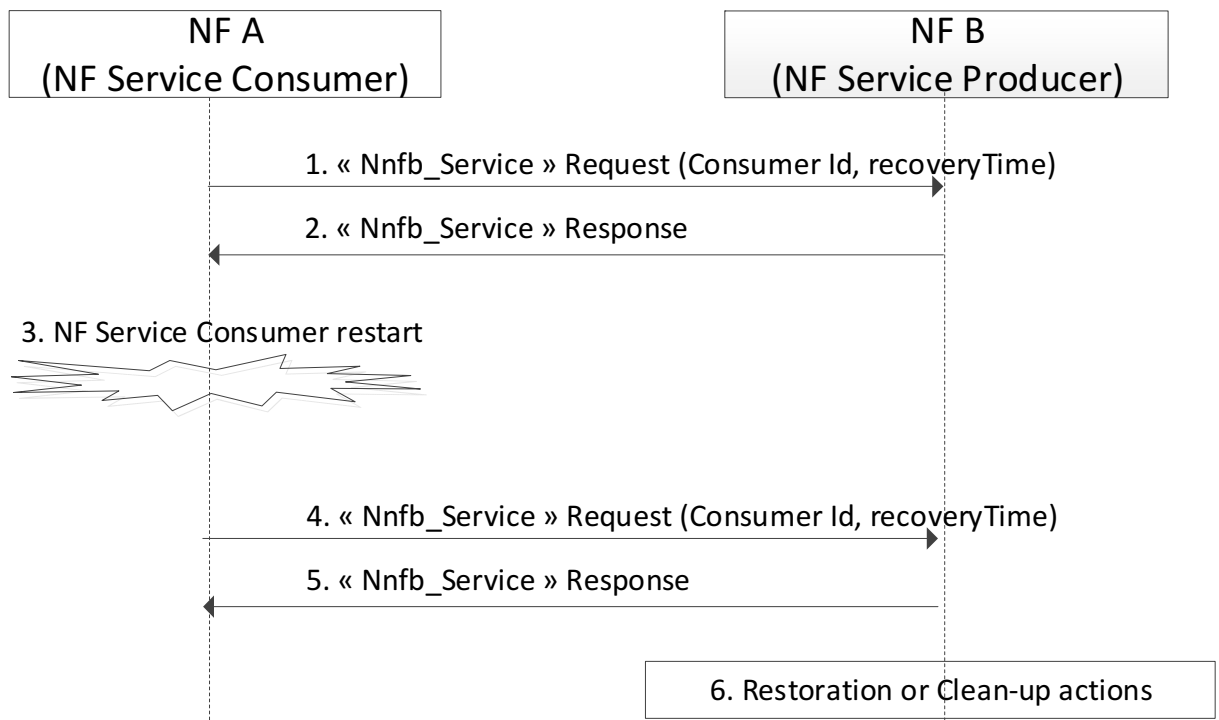 NF A
(NF Service Consumer)
NF B
(NF Service Producer)
1. « Nnfb_Service » Request (Consumer Id, recoveryTime)
2. « Nnfb_Service » Response
3. NF Service Consumer restart
4. « Nnfb_Service » Request (Consumer Id, recoveryTime)
5. « Nnfb_Service » Response
6. Restoration or Clean-up actions